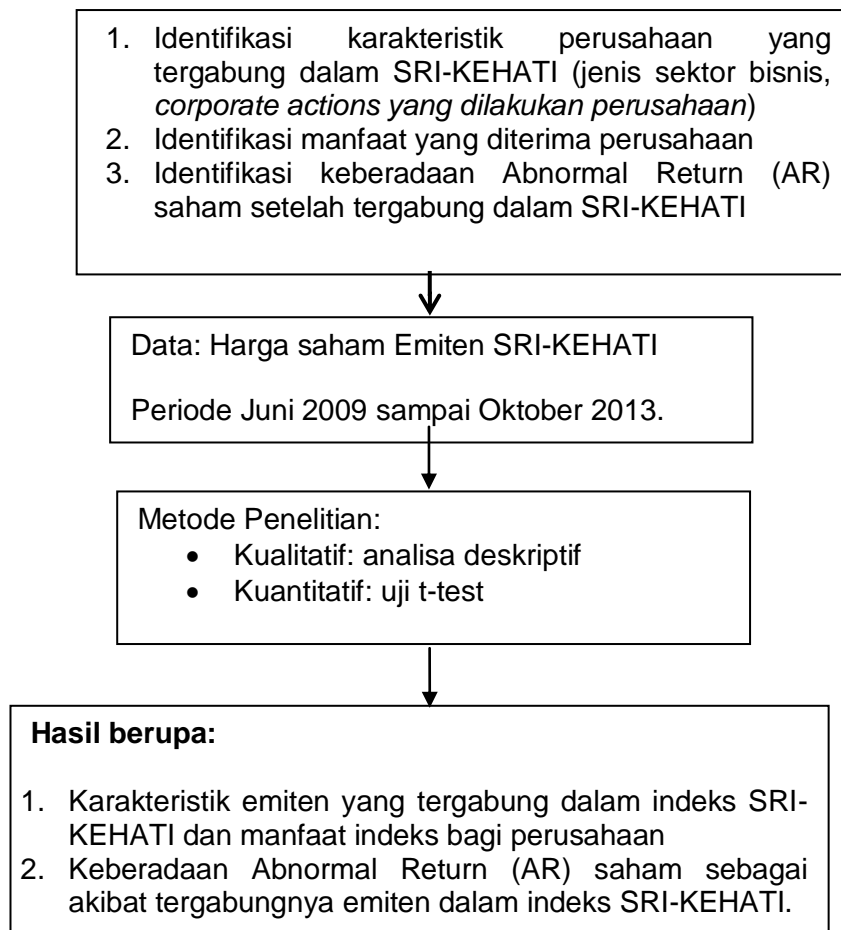 1. Identifikasi karakteristik perusahaan yang
tergabung dalam SRI-KEHATI (jenis sektor bisnis,
corporate actions yang dilakukan perusahaan)
2. Identifikasi manfaat yang diterima perusahaan
3. Identifikasi keberadaan Abnormal Return (AR)
saham setelah tergabung dalam SRI-KEHATI
Data: Harga saham Emiten SRI-KEHATI
Periode Juni 2009 sampai Oktober 2013.
Metode Penelitian:
• Kualitatif: analisa deskriptif
• Kuantitatif: uji t-test
Hasil berupa:
1. Karakteristik emiten yang tergabung dalam indeks SRI-
KEHATI dan manfaat indeks bagi perusahaan
2. Keberadaan Abnormal Return (AR) saham sebagai
akibat tergabungnya emiten dalam indeks SRI-KEHATI.